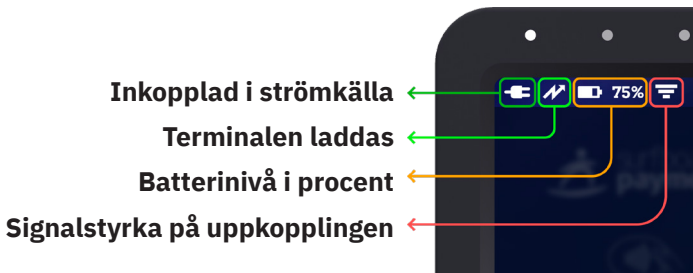 Inkopplad i strömkälla
75%
Terminalen laddas
Batterinivå i procent
Signalstyrka på uppkopplingen